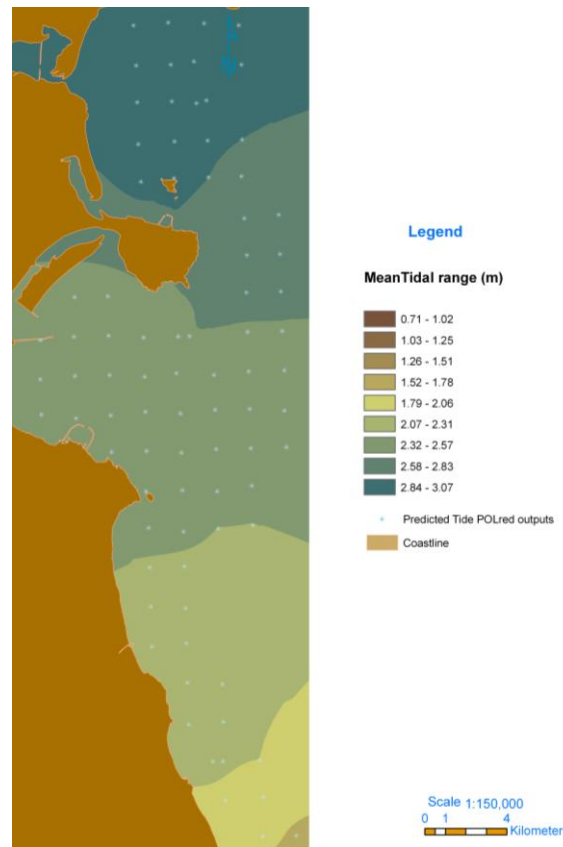 N
Legend
MeanTidal range (m)
0.71 - 1.02
1.03 - 1.25
1.26 - 1.51
1.52 - 1.78
1.79 - 2.06
2.07 - 2.31
2.32 - 2.57
2.58 - 2.83
2.84 - 3.07
Predicted Tide POLred outputs
Coastline
Scale 1:150,000
0 1 4
Kilometer